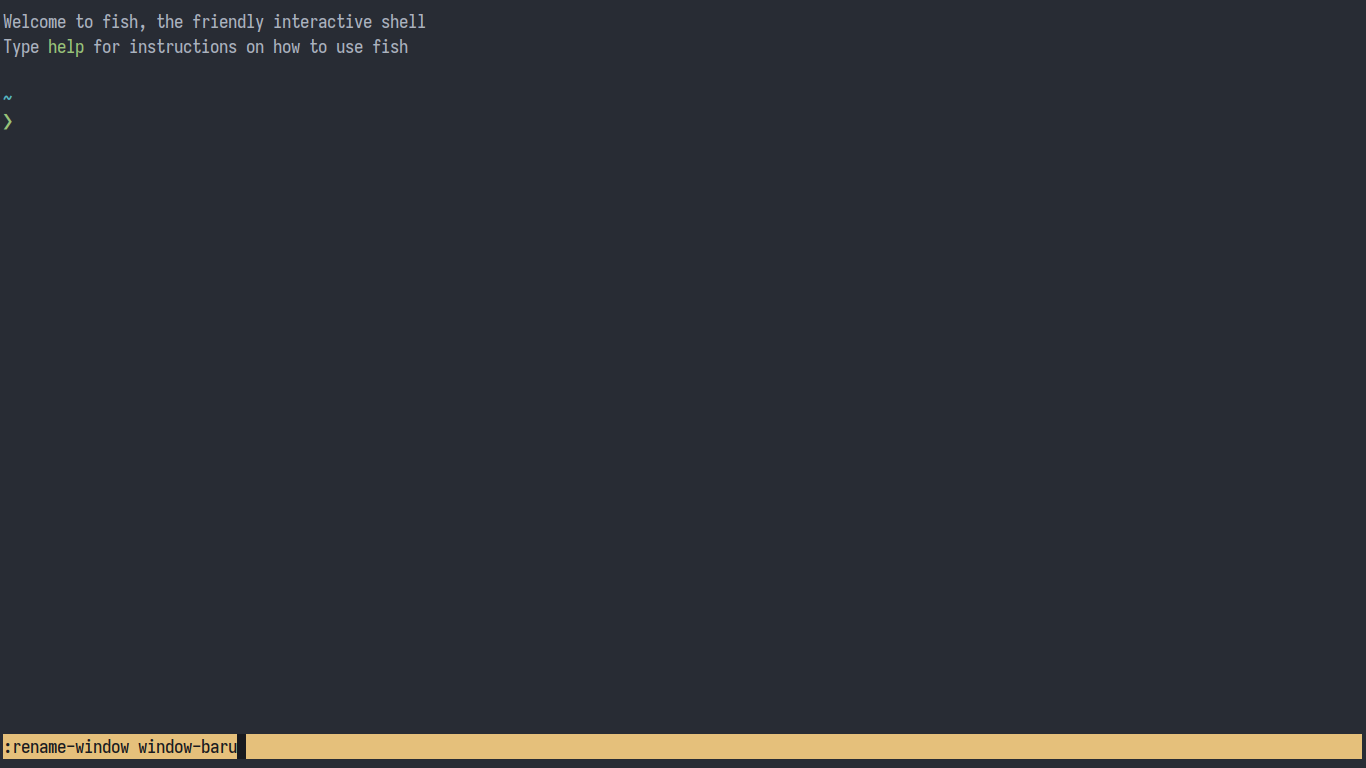 Welcome to fish, the friendly interactive shell
Type help for instructions on how to use fish
~
❯
:rename-window window-baru